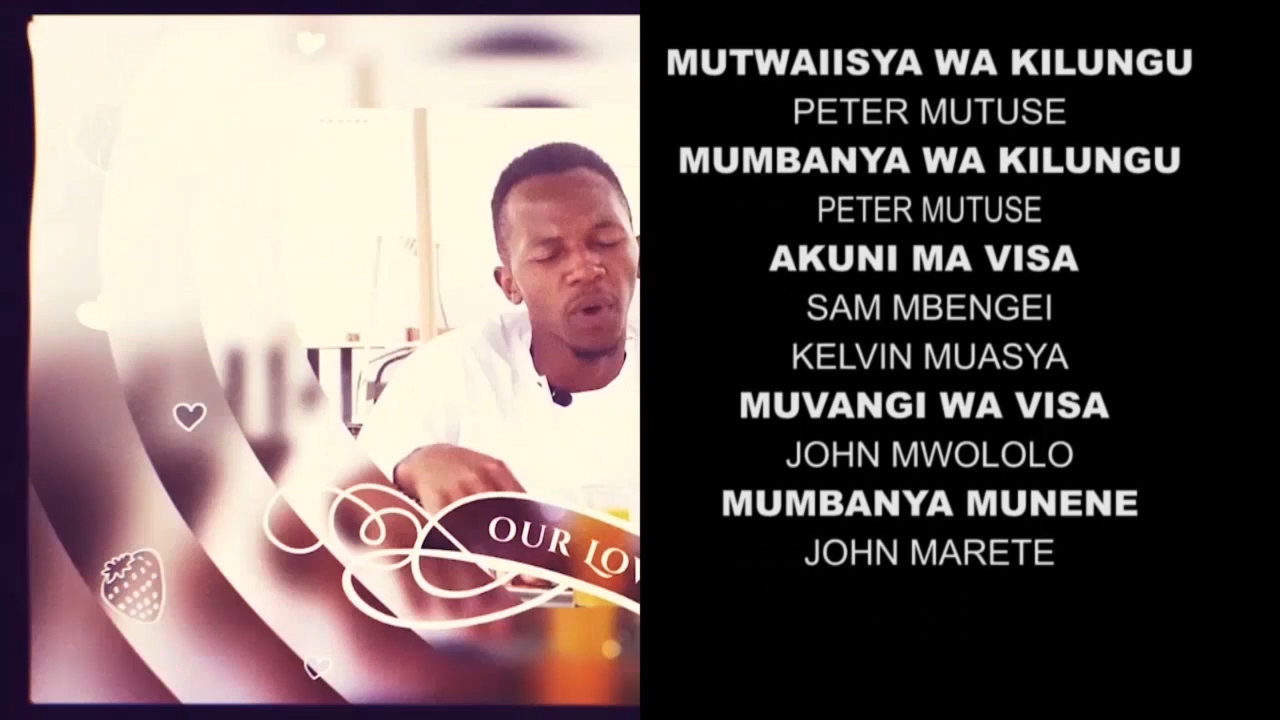 MUTWAIISYA WA KILUNGU
PETER MUTUSE
MUMBANYA WA KILUNGU
PETER MUTUSE
AKUNI MA VISA
SAM MBENGEI
KELVIN MUASYA
MUVANGI WA VISA
JOHN MWOLOLO
MUMBANYA MUNENE
JOHN MARETE
OUR